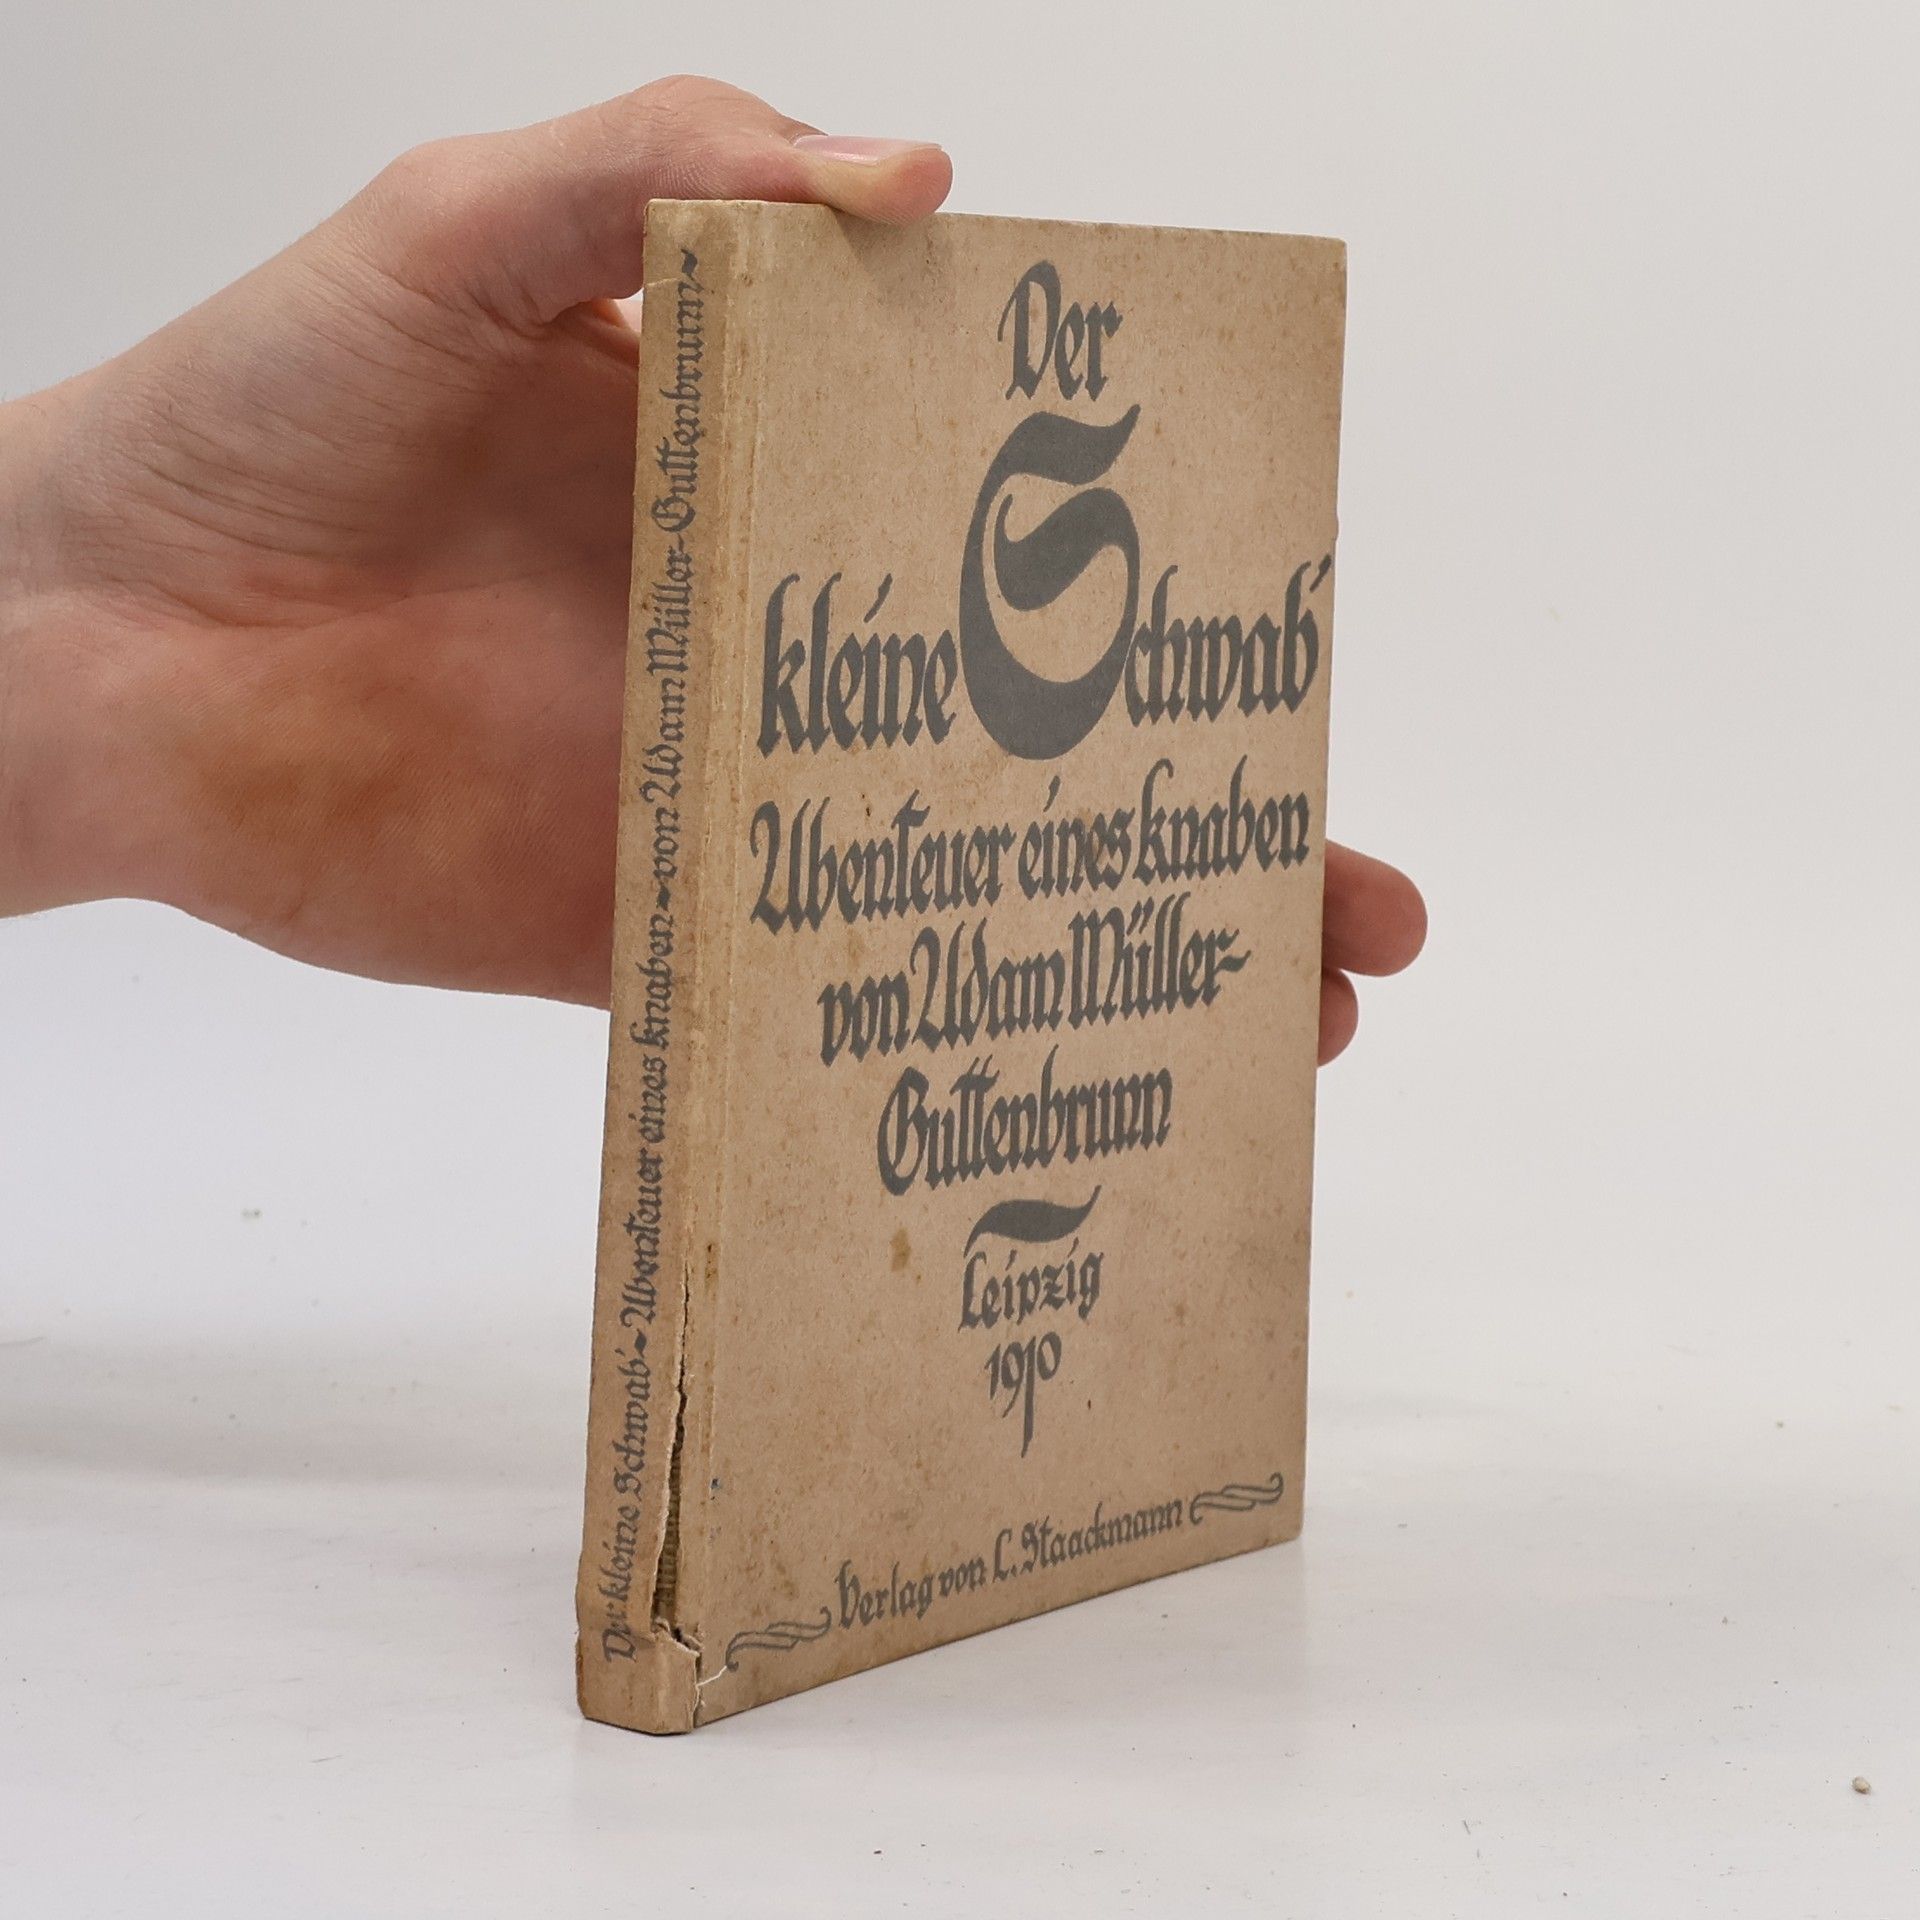 Der
kleine Schwab'
Abenteuer eines Knaben
von Adam Müller-
Guttenbrunn
Leipzig
1910
Verlag von L. Staackmann
Der kleine Schwab' ~ Abenteuer eines Knaben ~ von Adam Müller-Guttenbrunn ~